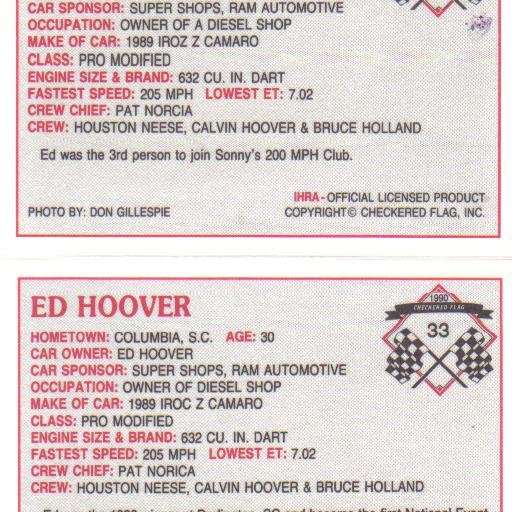 CAR SPONSOR: SUPER SHOPS, RAM AUTOMOTIVE
OCCUPATION: OWNER OF A DIESEL SHOP
MAKE OF CAR: 1989 IROZ Z CAMARO
CLASS: PRO MODIFIED
ENGINE SIZE & BRAND: 632 CU. IN. DART
FASTEST SPEED: 205 MPH LOWEST ET: 7.02
CREW CHIEF: PAT NORCIA
CREW: HOUSTON NEESE, CALVIN HOOVER & BRUCE HOLLAND
Ed was the 3rd person to join Sonny's 200 MPH Club.
IHRA - OFFICIAL LICENSED PRODUCT
PHOTO BY: DON GILLESPIE COPYRIGHT © CHECKERED FLAG, INC.
1990
CHECKERED FLAG
33
ED HOOVER
HOMETOWN: COLUMBIA, S.C. AGE: 30
CAR OWNER: ED HOOVER
CAR SPONSOR: SUPER SHOPS, RAM AUTOMOTIVE
OCCUPATION: OWNER OF DIESEL SHOP
MAKE OF CAR: 1989 IROC Z CAMARO
CLASS: PRO MODIFIED
ENGINE SIZE & BRAND: 632 CU. IN. DART
FASTEST SPEED: 205 MPH LOWEST ET: 7.02
CREW CHIEF: PAT NORICA
CREW: HOUSTON NEESE, CALVIN HOOVER & BRUCE HOLLAND